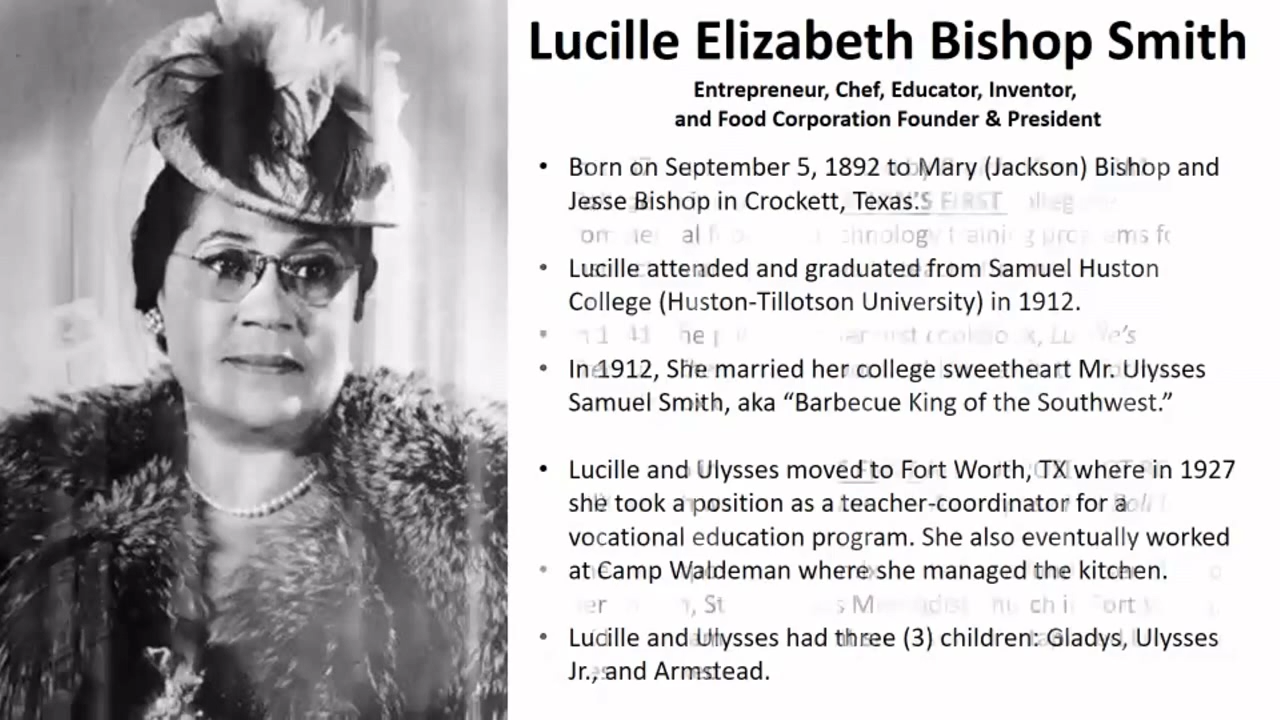 Lucille Elizabeth Bishop Smith
Entrepreneur, Chef, Educator, Inventor,
and Food Corporation Founder & President
• Born on September 5, 1892 to Mary (Jackson) Bishop and
Jesse Bishop in Crockett, Texas.
• Lucille attended and graduated from Samuel Huston
College (Huston-Tillotson University) in 1912.
• In 1912, She married her college sweetheart Mr. Ulysses
Samuel Smith, aka “Barbecue King of the Southwest.”
• Lucille and Ulysses moved to Fort Worth, TX where in 1927
she took a position as a teacher-coordinator for a
vocational education program. She also eventually worked
at Camp Waldeman where she managed the kitchen.
• Lucille and Ulysses had three (3) children: Gladys, Ulysses
Jr., and Armstead.